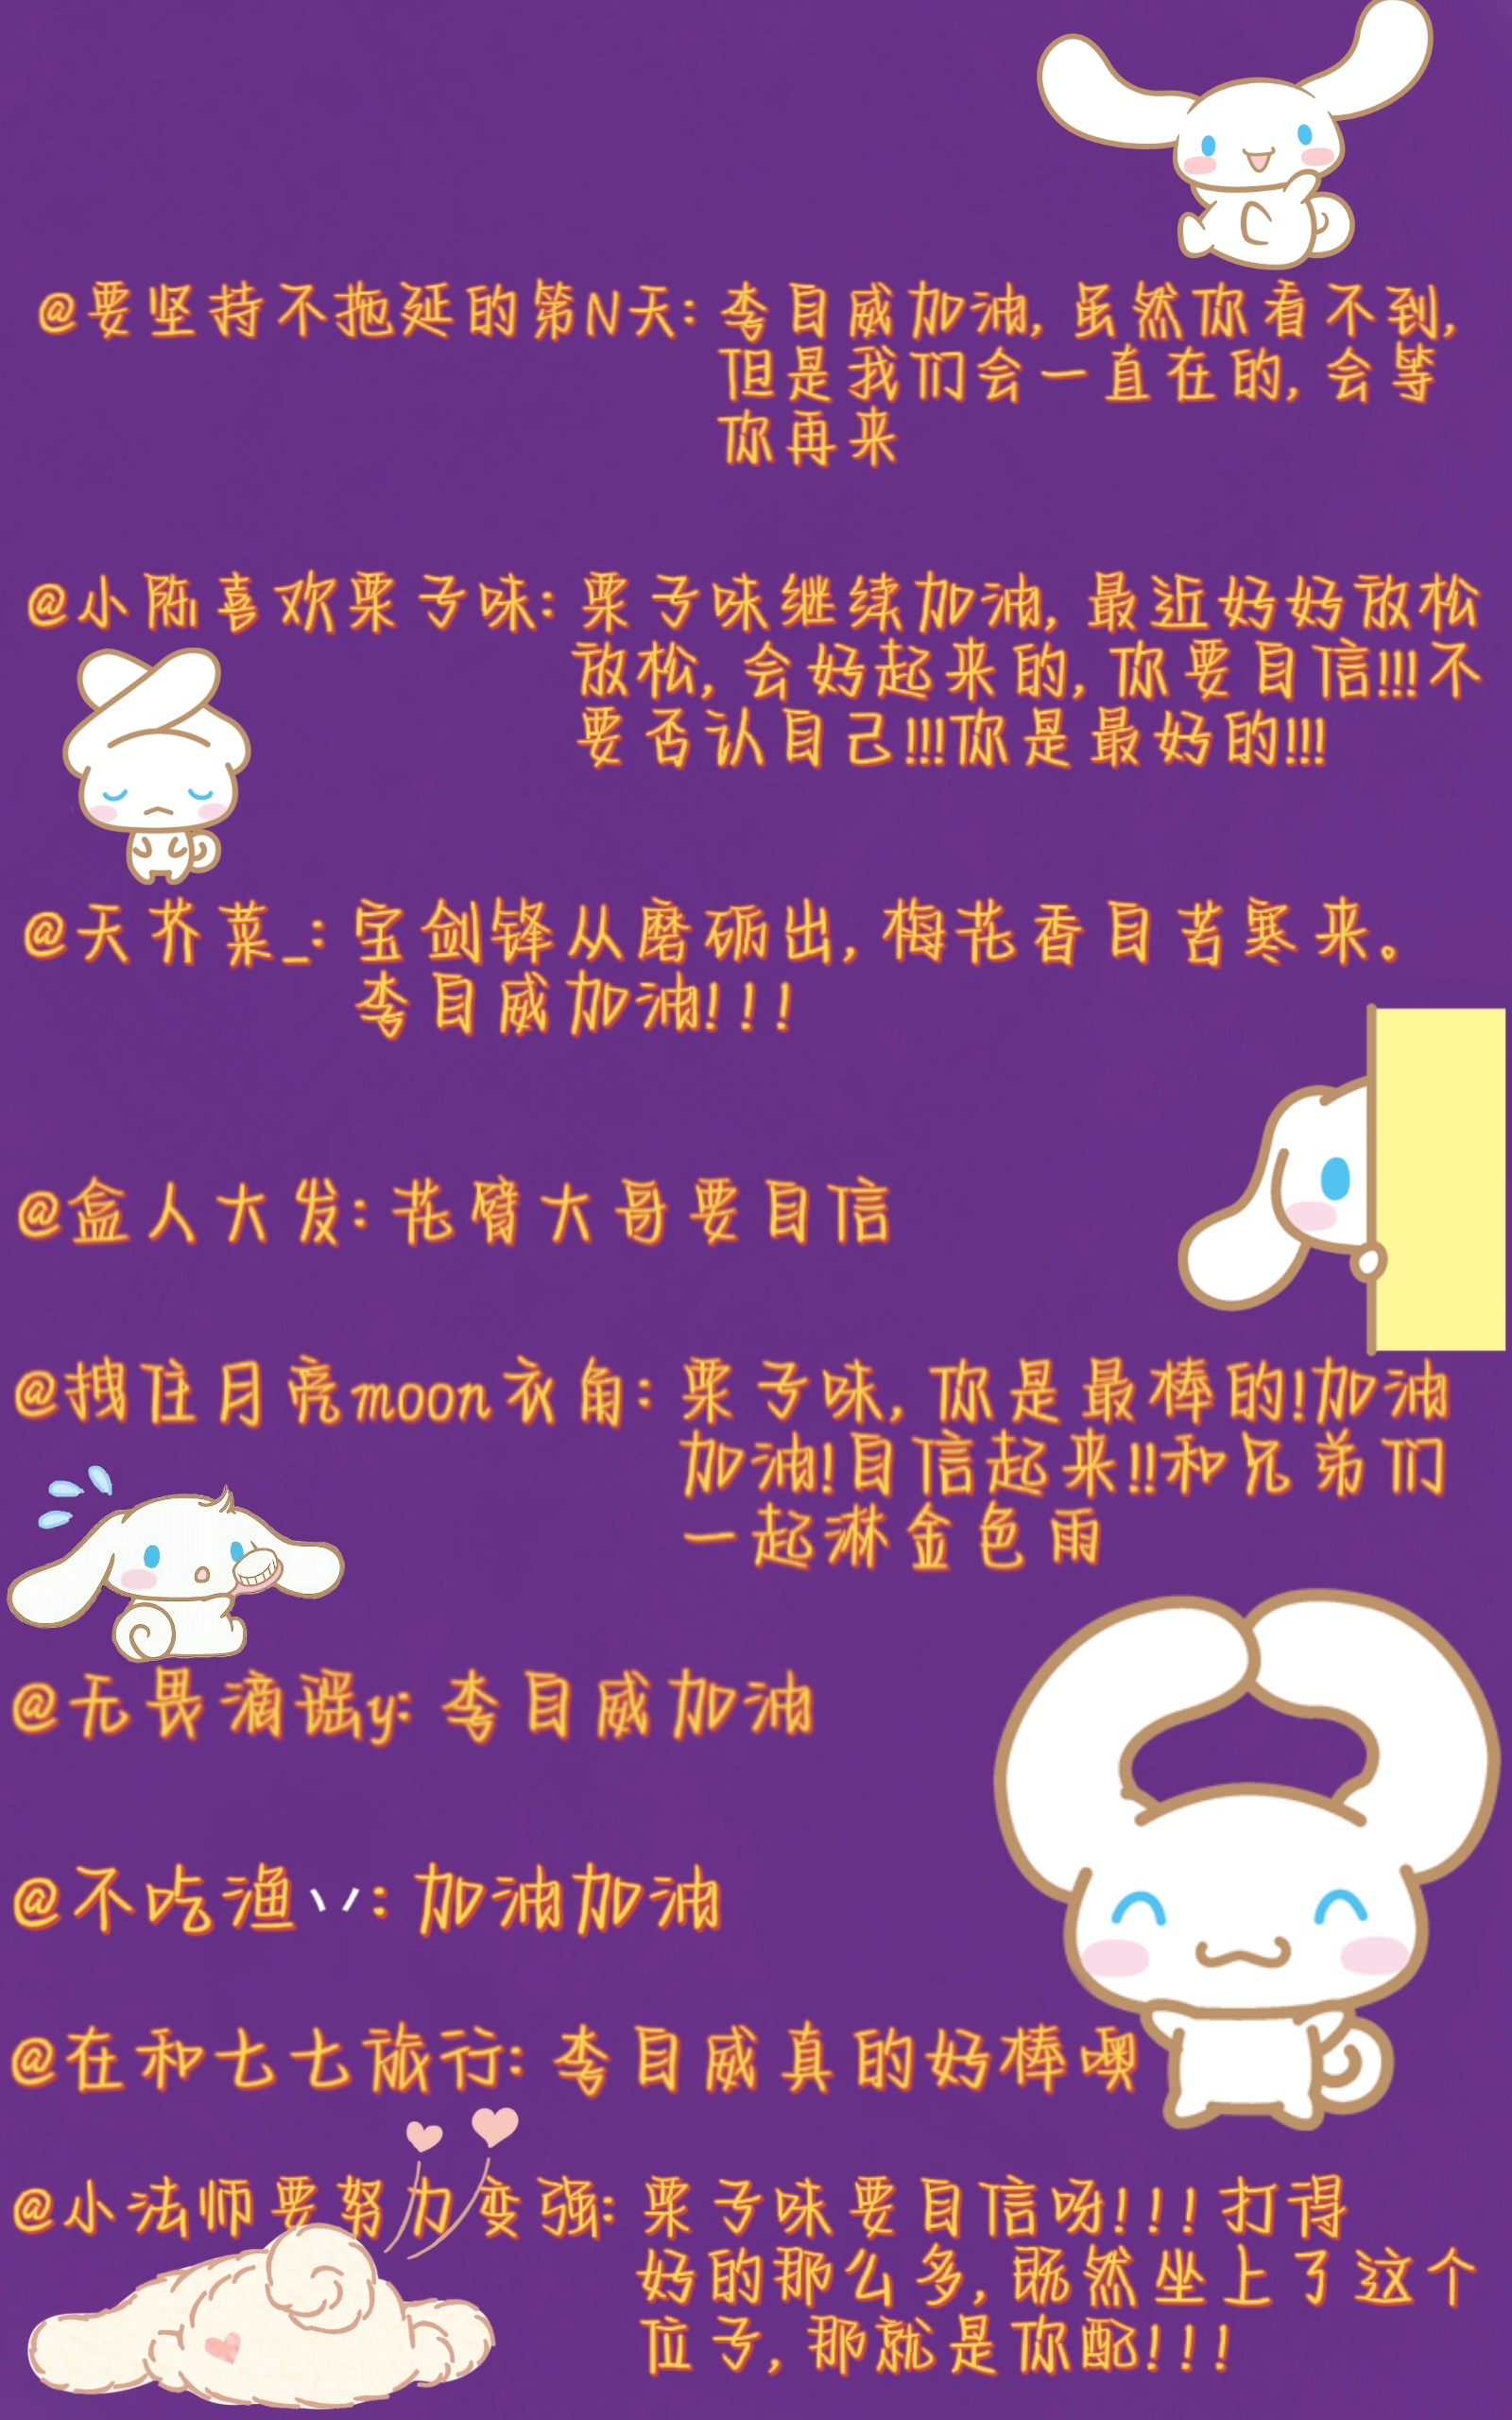 @要坚持不拖延的第N天: 李自威加油, 虽然你看不到,
但是我们会一直在的, 会等
你再来
@小陈喜欢栗子味: 栗子味继续加油, 最近好好放松
放松, 会好起来的, 你要自信!!!不
要否认自己!!!你是最好的!!!
@天芥菜_: 宝剑锋从磨砺出, 梅花香自苦寒来。
李自威加油!!!
@盒人大发: 花臂大哥要自信
@拽住月亮moon衣角: 栗子味, 你是最棒的!加油
加油!自信起来!!和兄弟们
一起淋金色雨
@无畏滴谣y: 李自威加油
@不吃渔丷: 加油加油
@在和七七旅行: 李自威真的好棒噢
@小法师要努力变强: 栗子味要自信呀!!!打得
好的那么多, 既然坐上了这个
位子, 那就是你配!!!